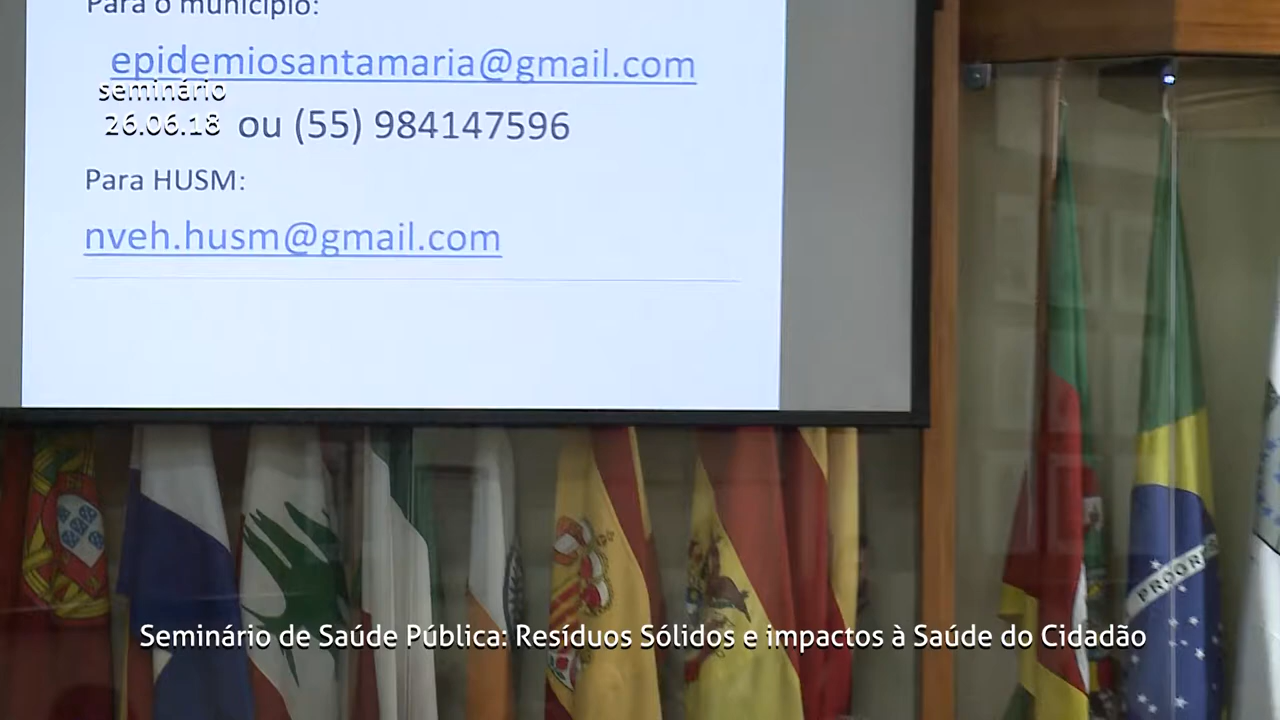 Para o município:
epidemiosantamaria@gmail.com
seminário
26.06.18
ou (55) 984147596
Para HUSM:
nveh.husm@gmail.com
PROGR
Seminário de Saúde Pública: Resíduos Sólidos e impactos à Saúde do Cidadão